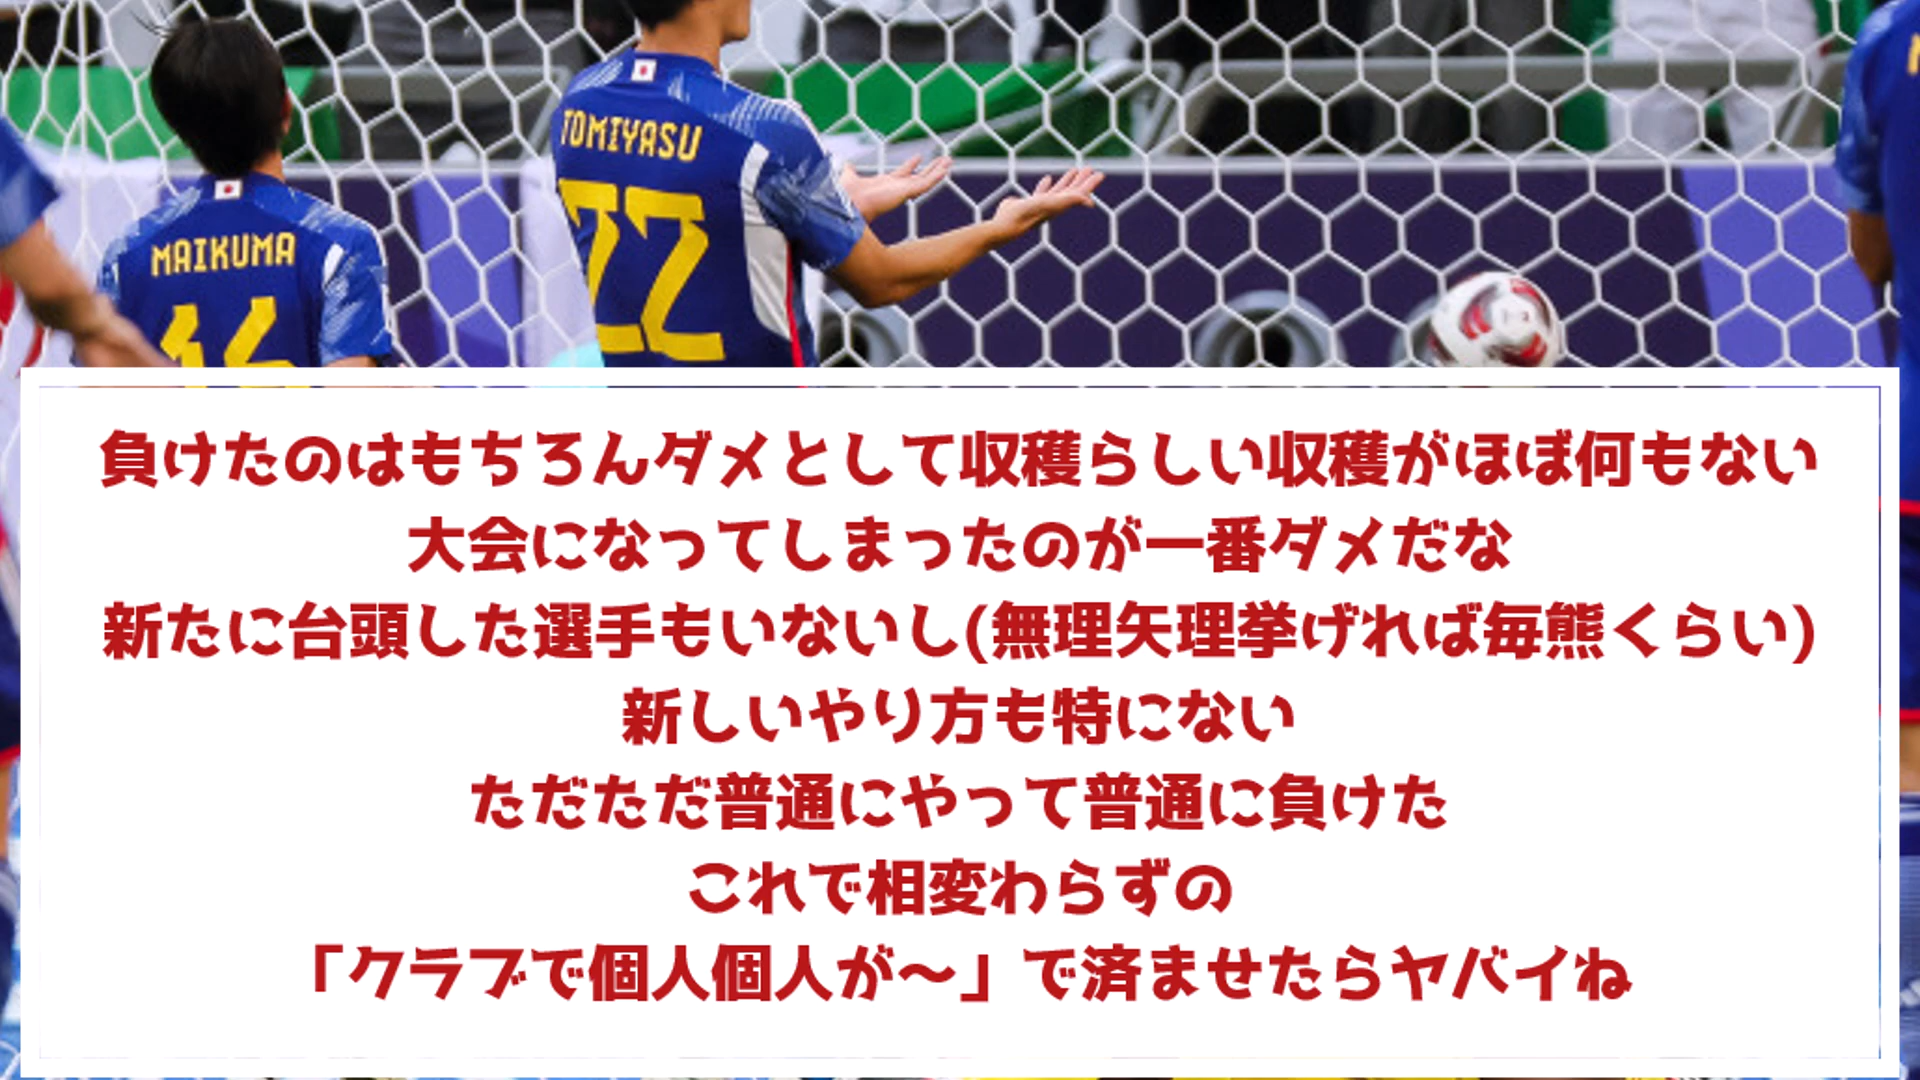 MAIKUMA
16
TOMIYASU
22
負けたのはもちろんダメとして収穫らしい収穫がほぼ何もない
大会になってしまったのが一番ダメだな
新たに台頭した選手もいないし(無理矢理挙げれば毎熊くらい)
新しいやり方も特にない
ただただ普通にやって普通に負けた
これで相変わらずの
「クラブで個人個人が〜」で済ませたらヤバイね